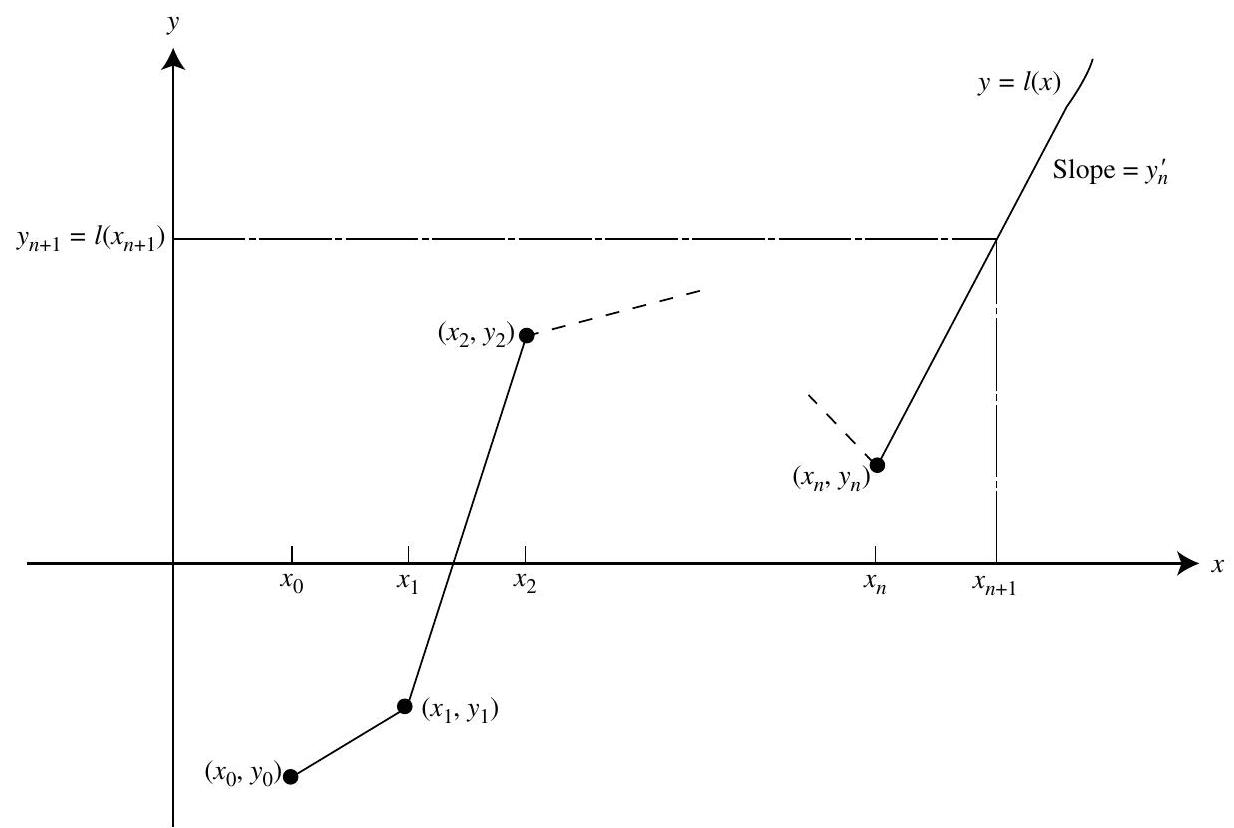 y
y = l(x)
Slope = y′ₙ
yₙ₊₁ = l(xₙ₊₁)
(x₂, y₂)
(xₙ, yₙ)
x₀
x₁
x₂
xₙ
xₙ₊₁
x
(x₁, y₁)
(x₀, y₀)